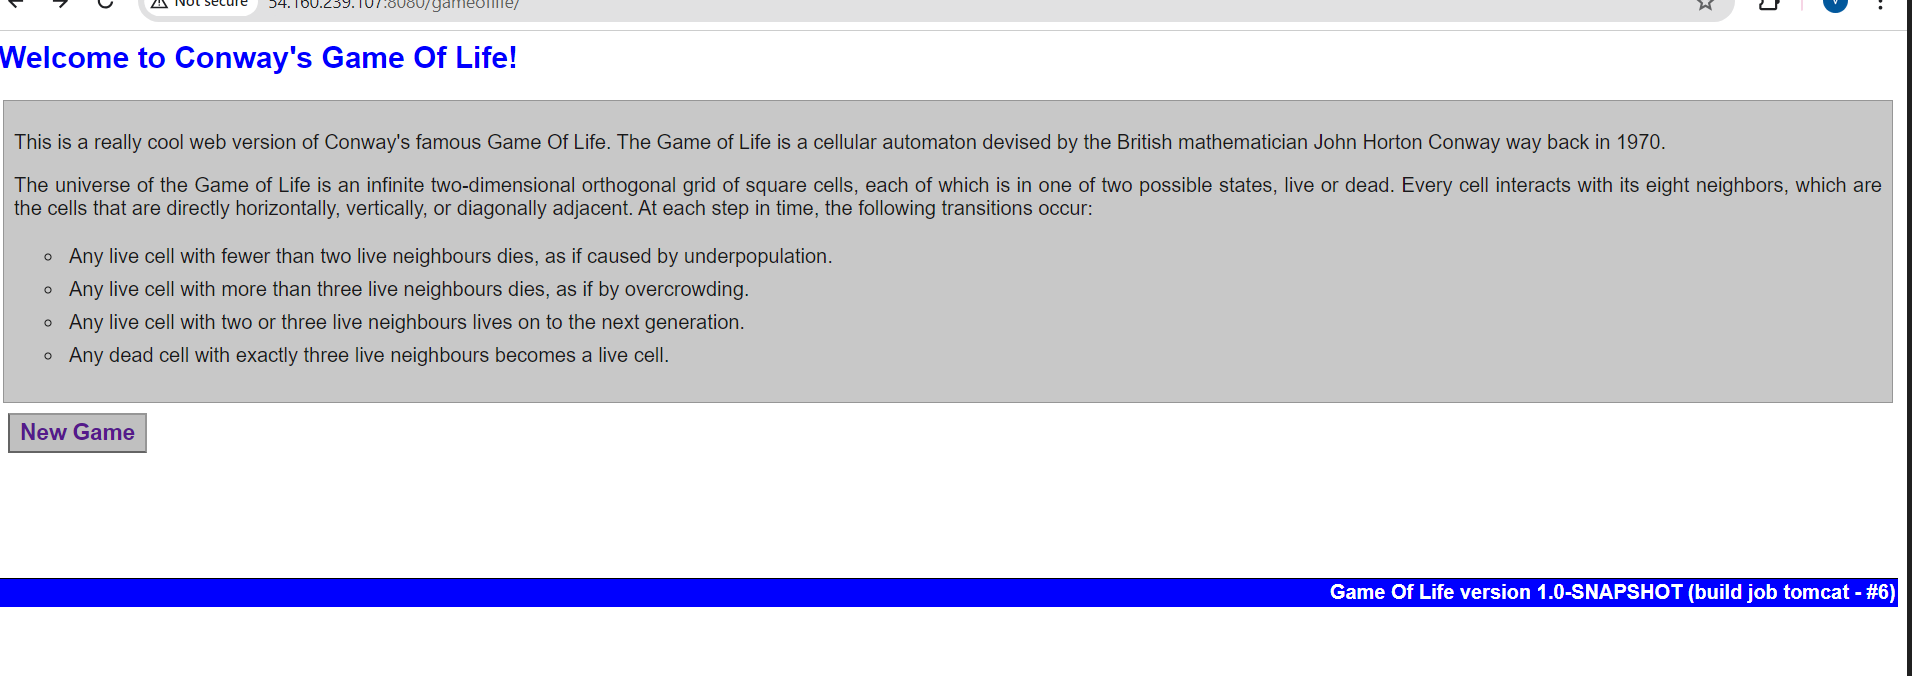 Not secure 54.160.239.107:8080/gameoflife/
Welcome to Conway's Game Of Life!
This is a really cool web version of Conway's famous Game Of Life. The Game of Life is a cellular automaton devised by the British mathematician John Horton Conway way back in 1970.
The universe of the Game of Life is an infinite two-dimensional orthogonal grid of square cells, each of which is in one of two possible states, live or dead. Every cell interacts with its eight neighbors, which are
the cells that are directly horizontally, vertically, or diagonally adjacent. At each step in time, the following transitions occur:
Any live cell with fewer than two live neighbours dies, as if caused by underpopulation.
Any live cell with more than three live neighbours dies, as if by overcrowding.
Any live cell with two or three live neighbours lives on to the next generation.
Any dead cell with exactly three live neighbours becomes a live cell.
New Game
Game Of Life version 1.0-SNAPSHOT (build job tomcat - #6)